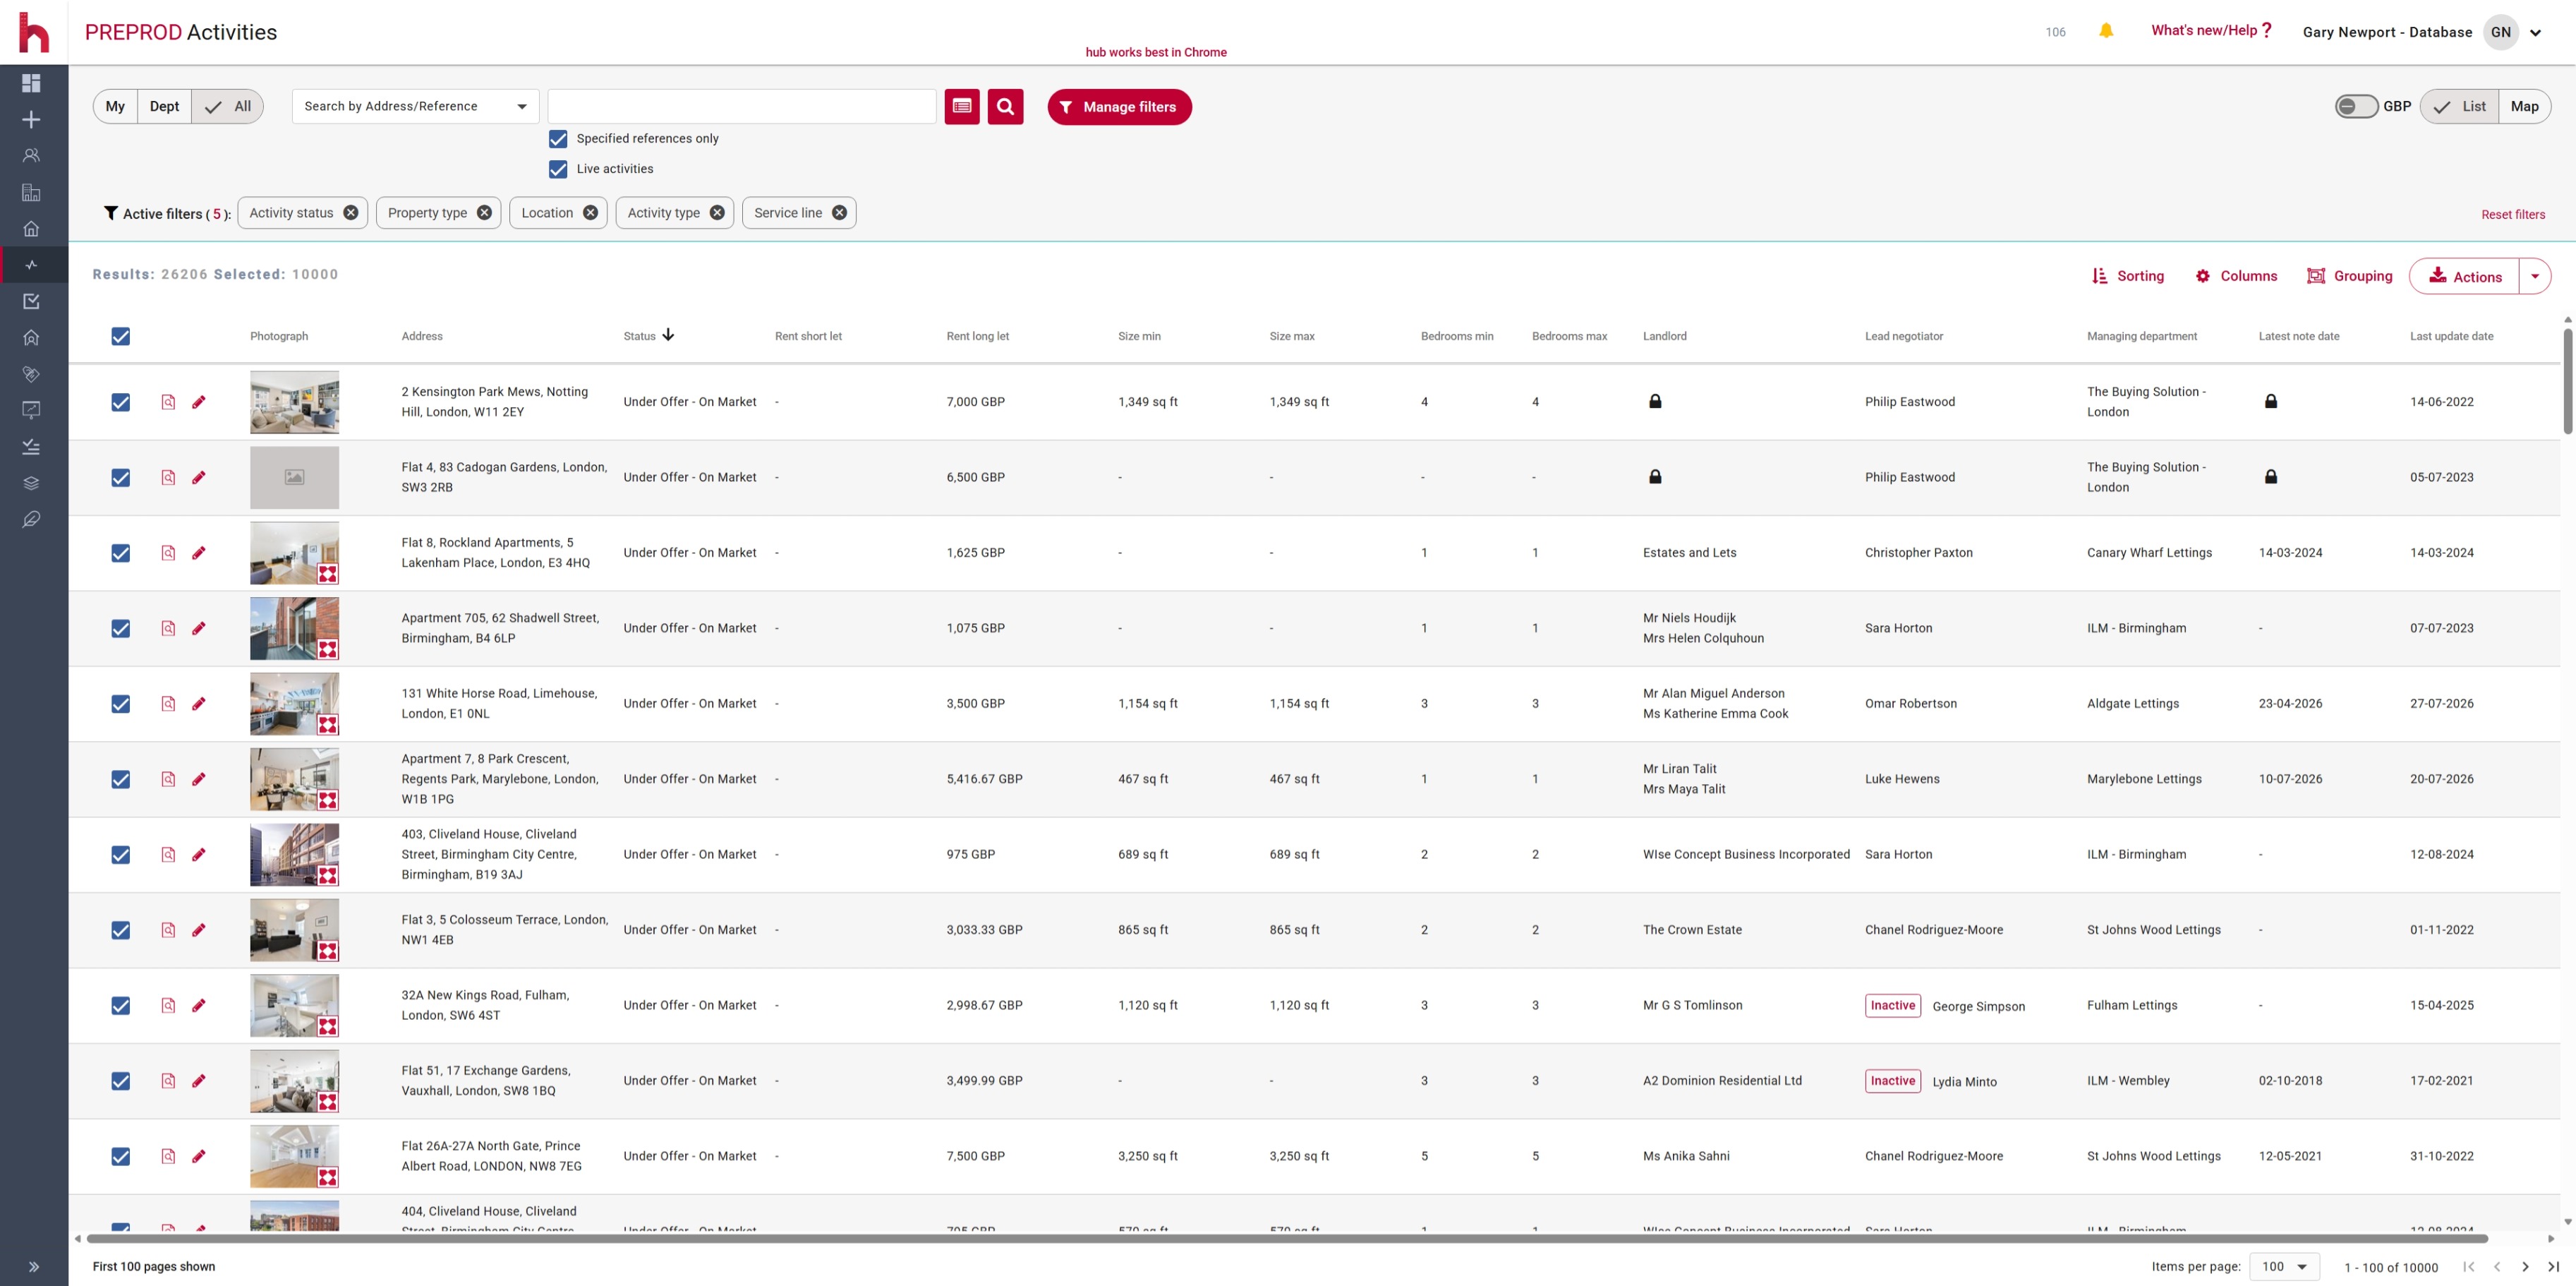 PREPROD Activities
hub works best in Chrome
106
What's new/Help ?
Gary Newport - Database
GN
My
Dept
All
Search by Address/Reference
Manage filters
GBP
List
Map
Specified references only
Live activities
Active filters ( 5 ):
Activity status
Property type
Location
Activity type
Service line
Reset filters
Results: 26206 Selected: 10000
Sorting
Columns
Grouping
Actions
Photograph
Address
Status
Rent short let
Rent long let
Size min
Size max
Bedrooms min
Bedrooms max
Landlord
Lead negotiator
Managing department
Latest note date
Last update date
2 Kensington Park Mews, Notting
Hill, London, W11 2EY
Under Offer - On Market
-
7,000 GBP
1,349 sq ft
1,349 sq ft
4
4
Philip Eastwood
The Buying Solution -
London
14-06-2022
Flat 4, 83 Cadogan Gardens, London,
SW3 2RB
Under Offer - On Market
-
6,500 GBP
-
-
-
-
Philip Eastwood
The Buying Solution -
London
05-07-2023
Flat 8, Rockland Apartments, 5
Lakenham Place, London, E3 4HQ
Under Offer - On Market
-
1,625 GBP
-
-
1
1
Estates and Lets
Christopher Paxton
Canary Wharf Lettings
14-03-2024
14-03-2024
Apartment 705, 62 Shadwell Street,
Birmingham, B4 6LP
Under Offer - On Market
-
1,075 GBP
-
-
1
1
Mr Niels Houdijk
Mrs Helen Colquhoun
Sara Horton
ILM - Birmingham
-
07-07-2023
131 White Horse Road, Limehouse,
London, E1 0NL
Under Offer - On Market
-
3,500 GBP
1,154 sq ft
1,154 sq ft
3
3
Mr Alan Miguel Anderson
Ms Katherine Emma Cook
Omar Robertson
Aldgate Lettings
23-04-2026
27-07-2026
Apartment 7, 8 Park Crescent,
Regents Park, Marylebone, London,
W1B 1PG
Under Offer - On Market
-
5,416.67 GBP
467 sq ft
467 sq ft
1
1
Mr Liran Talit
Mrs Maya Talit
Luke Hewens
Marylebone Lettings
10-07-2026
20-07-2026
403, Cliveland House, Cliveland
Street, Birmingham City Centre,
Birmingham, B19 3AJ
Under Offer - On Market
-
975 GBP
689 sq ft
689 sq ft
2
2
WIse Concept Business Incorporated
Sara Horton
ILM - Birmingham
-
12-08-2024
Flat 3, 5 Colosseum Terrace, London,
NW1 4EB
Under Offer - On Market
-
3,033.33 GBP
865 sq ft
865 sq ft
2
2
The Crown Estate
Chanel Rodriguez-Moore
St Johns Wood Lettings
-
01-11-2022
32A New Kings Road, Fulham,
London, SW6 4ST
Under Offer - On Market
-
2,998.67 GBP
1,120 sq ft
1,120 sq ft
3
3
Mr G S Tomlinson
Inactive George Simpson
Fulham Lettings
-
15-04-2025
Flat 51, 17 Exchange Gardens,
Vauxhall, London, SW8 1BQ
Under Offer - On Market
-
3,499.99 GBP
-
-
3
3
A2 Dominion Residential Ltd
Inactive Lydia Minto
ILM - Wembley
02-10-2018
17-02-2021
Flat 26A-27A North Gate, Prince
Albert Road, LONDON, NW8 7EG
Under Offer - On Market
-
7,500 GBP
3,250 sq ft
3,250 sq ft
5
5
Ms Anika Sahni
Chanel Rodriguez-Moore
St Johns Wood Lettings
12-05-2021
31-10-2022
404, Cliveland House, Cliveland
Street, Birmingham City Centre
Under Offer - On Market
WIse Concept Business Incorporated
Sara Horton
ILM - Birmingham
First 100 pages shown
Items per page:
100
1 - 100 of 10000